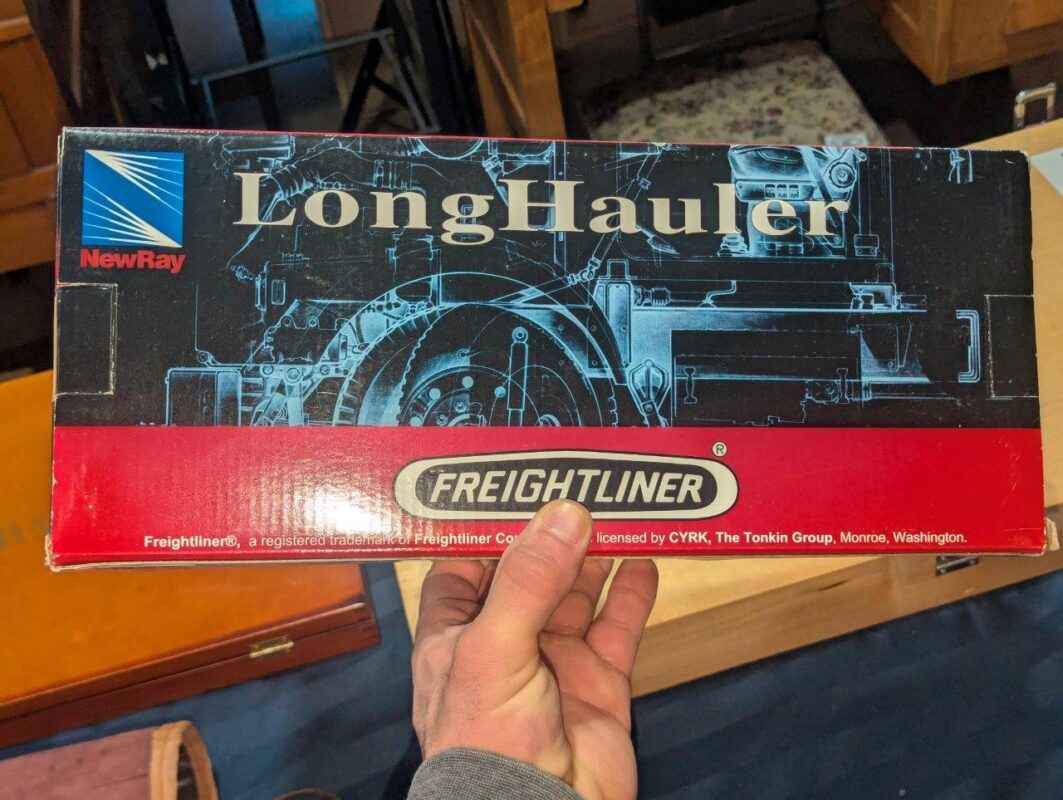 LongHauler
NewRay
FREIGHTLINER®
Freightliner®, a registered trademark of Freightliner licensed by CYRK, The Tonkin Group, Monroe, Washington.